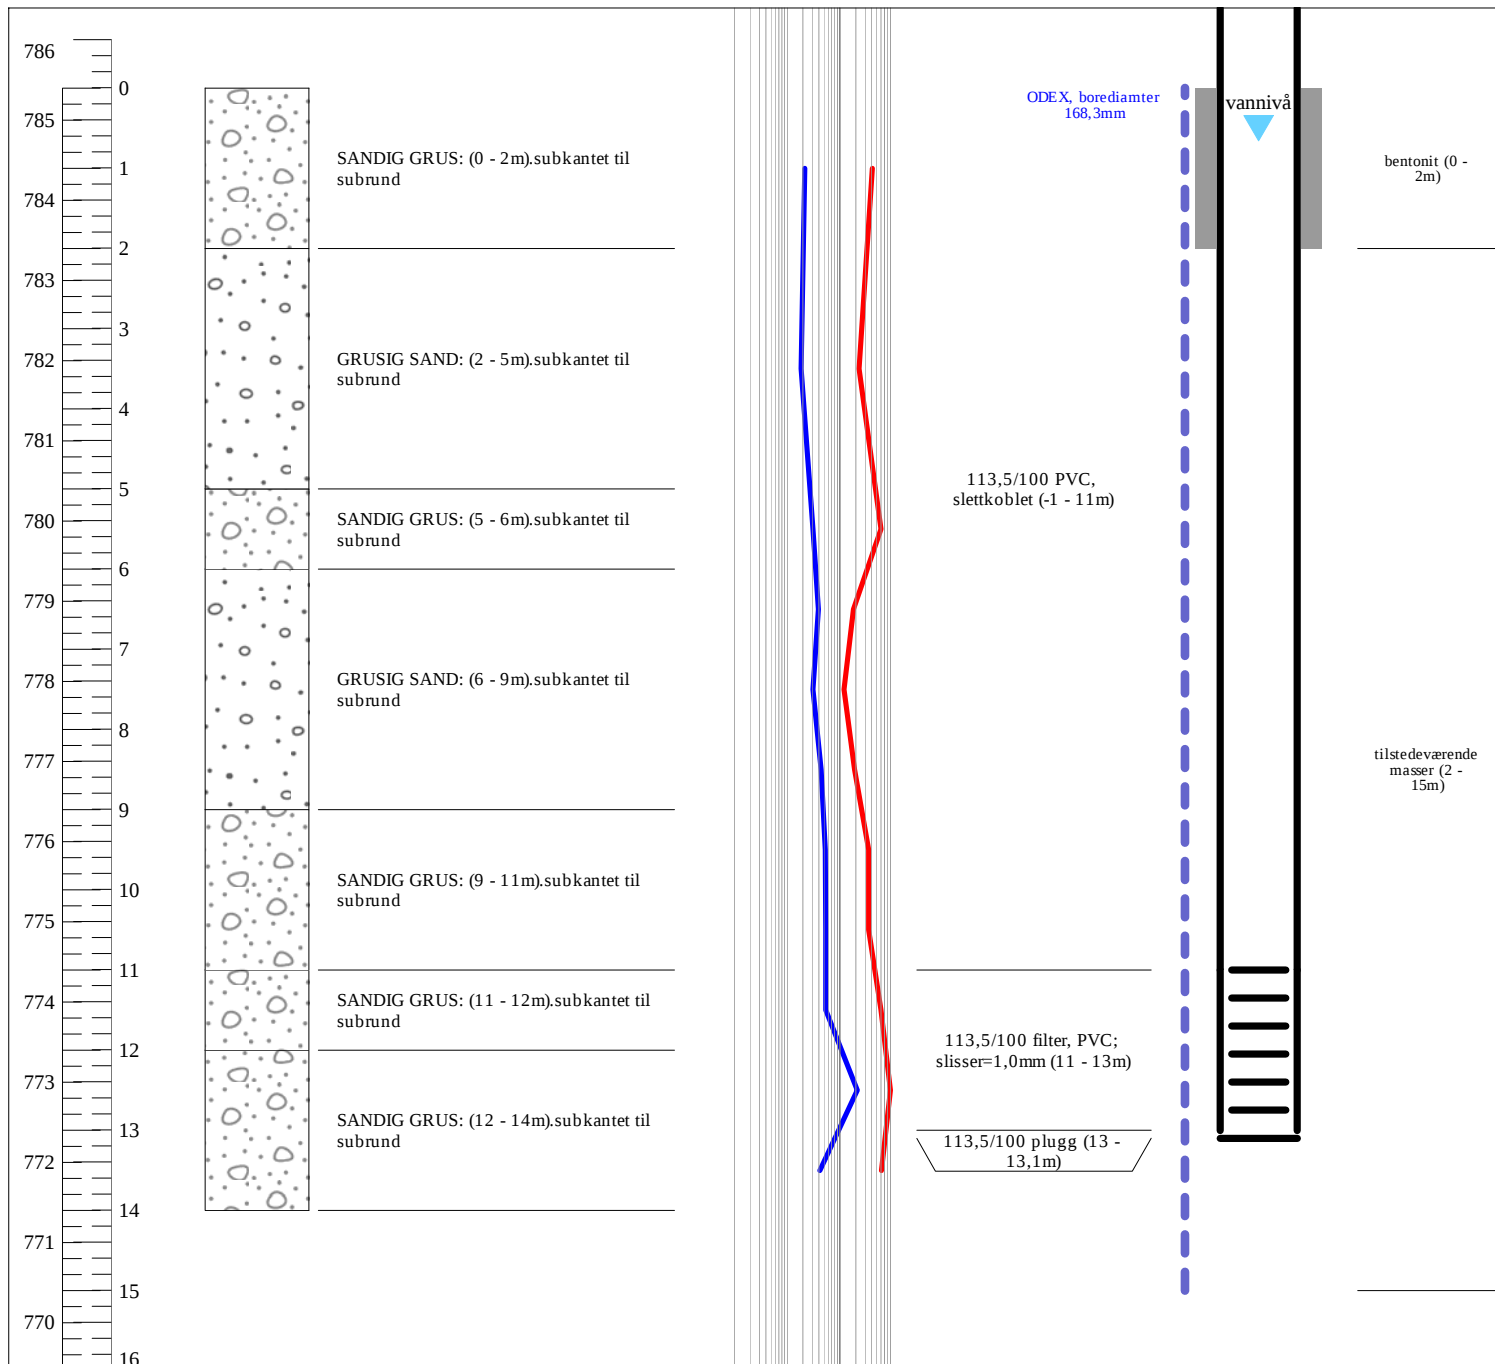 786
0
785
1
784
2
783
3
782
4
781
5
780
6
779
7
778
8
777
9
776
10
775
11
774
12
773
13
772
14
771
15
770
16
SANDIG GRUS: (0 - 2m).subkantet til
subrund
GRUSIG SAND: (2 - 5m).subkantet til
subrund
SANDIG GRUS: (5 - 6m).subkantet til
subrund
GRUSIG SAND: (6 - 9m).subkantet til
subrund
SANDIG GRUS: (9 - 11m).subkantet til
subrund
SANDIG GRUS: (11 - 12m).subkantet til
subrund
SANDIG GRUS: (12 - 14m).subkantet til
subrund
ODEX, borediamter
168,3mm
113,5/100 PVC,
slettkoblet (-1 - 11m)
113,5/100 filter, PVC;
slisser=1,0mm (11 - 13m)
113,5/100 plugg (13 -
13,1m)
vannivå
bentonit (0 -
2m)
tilstedeværende
masser (2 -
15m)